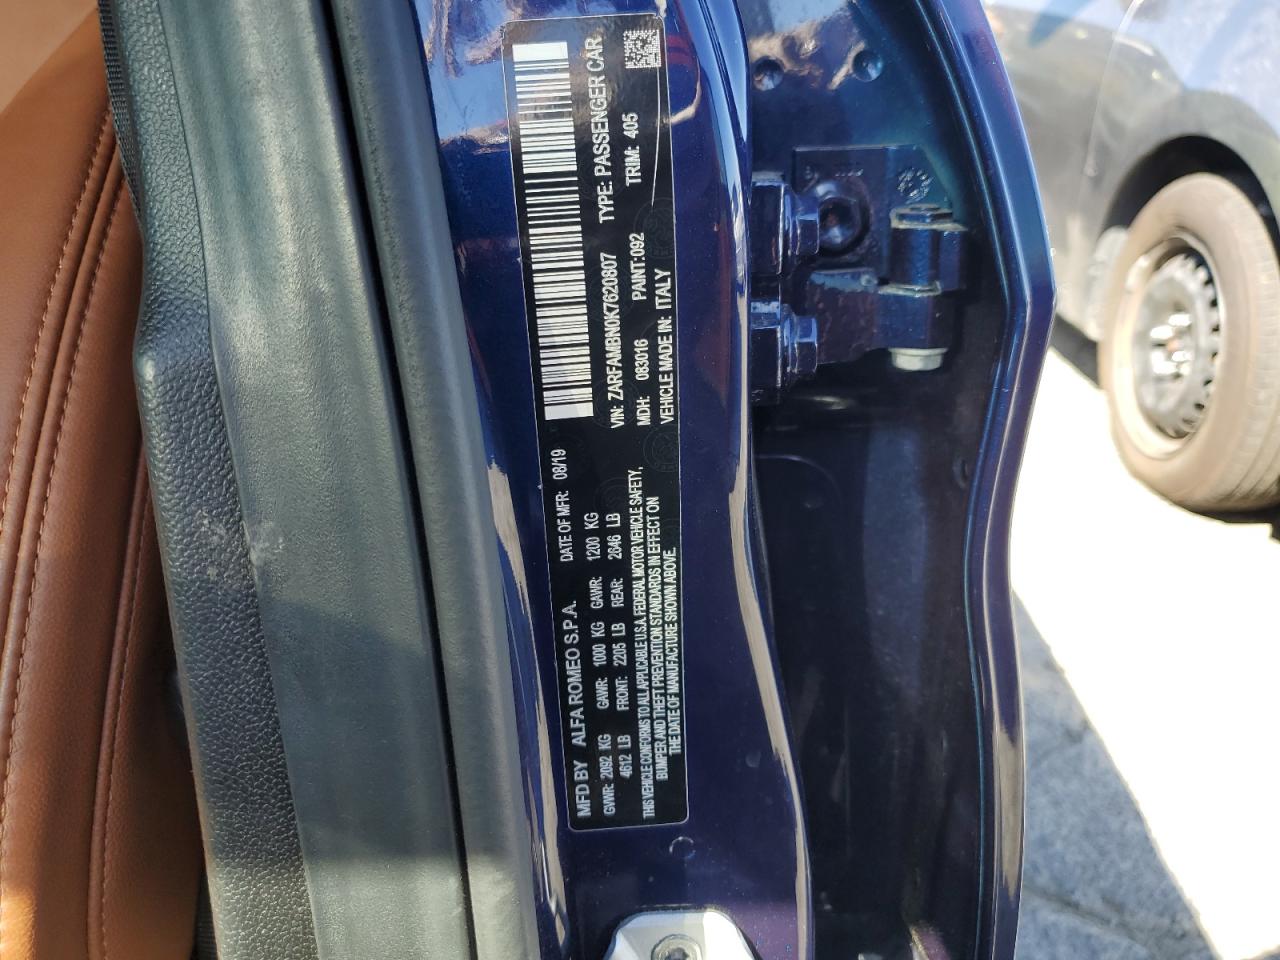 MFD BY ALFA ROMEO S.P.A. DATE OF MFR: 08/19
GVWR: 2092 KG GAWR: 1000 KG GAWR: 1200 KG
4612 LB FRONT: 2205 LB REAR: 2646 LB
THIS VEHICLE CONFORMS TO ALL APPLICABLE U.S.A. FEDERAL MOTOR VEHICLE SAFETY,
BUMPER AND THEFT PREVENTION STANDARDS IN EFFECT ON
THE DATE OF MANUFACTURE SHOWN ABOVE.
VIN: ZARFAMBN0K7620807 TYPE: PASSENGER CAR
MDH: 083016 PAINT:092 TRIM: 405
VEHICLE MADE IN: ITALY